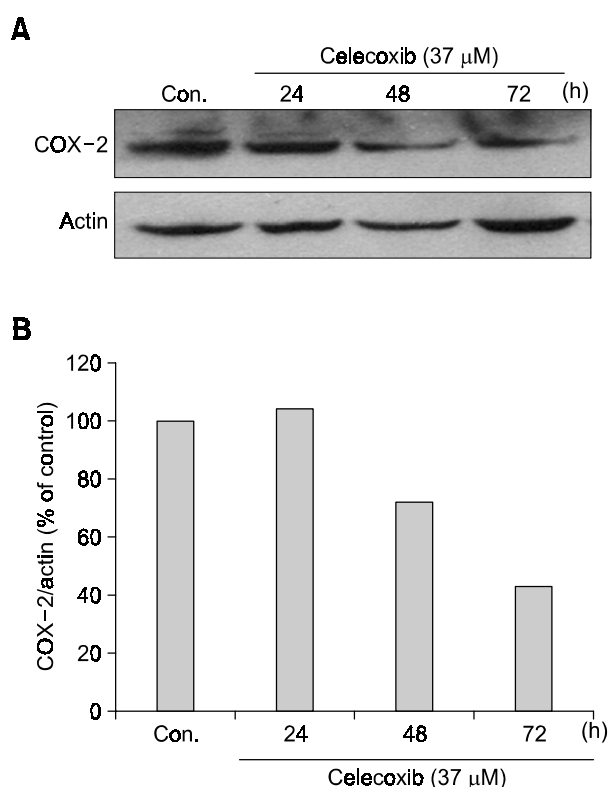 A
Celecoxib (37 μM)
Con. 24 48 72 (h)
COX−2
Actin
B
COX−2/actin (% of control)
120
100
80
60
40
20
0
Con. 24 48 72 (h)
Celecoxib (37 μM)